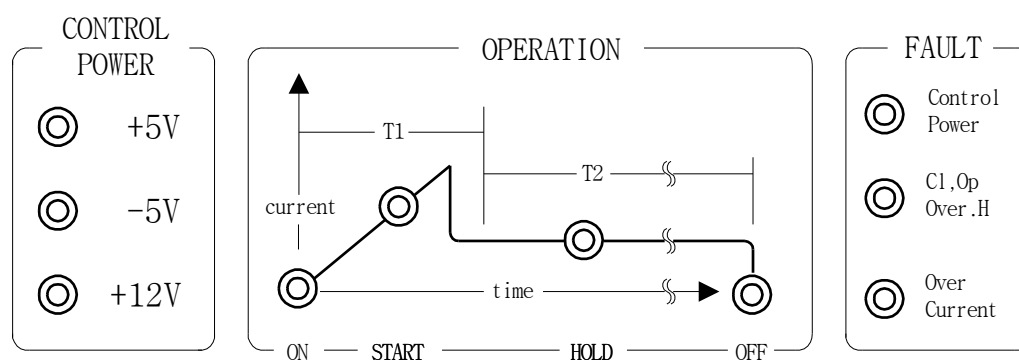 CONTROL
POWER
+5V
-5V
+12V
OPERATION
T1
T2
current
time
ON
START
HOLD
OFF
FAULT
Control
Power
Cl,Op
Over.H
Over
Current